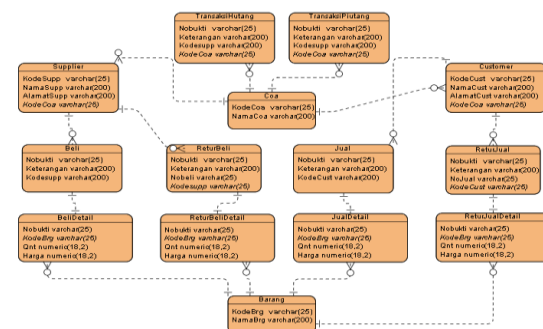 TransaksiHutang
Nobukti varchar(25)
Keterangan varchar(200)
Kodesupp varchar(200)
KodeCoa varchar(25)
TransaksiPiutang
Nobukti varchar(25)
Keterangan varchar(200)
Kodesupp varchar(200)
KodeCoa varchar(25)
Supplier
KodeSupp varchar(25)
NamaSupp varchar(200)
AlamatSupp varchar(200)
KodeCoa varchar(25)
Coa
KodeCoa varchar(25)
NamaCoa varchar(200)
Customer
KodeCust varchar(25)
NamaCust varchar(200)
AlamatCust varchar(200)
KodeCoa varchar(25)
Beli
Nobukti varchar(25)
Keterangan varchar(200)
Kodesupp varchar(200)
ReturBeli
Nobukti varchar(25)
Keterangan varchar(200)
Nobeli varchar(25)
Kodesupp varchar(25)
Jual
Nobukti varchar(25)
Keterangan varchar(200)
KodeCust varchar(200)
ReturJual
Nobukti varchar(25)
Keterangan varchar(200)
NoJual varchar(25)
KodeCust varchar(25)
BeliDetail
Nobukti varchar(25)
KodeBrg varchar(25)
Qnt numeric(18,2)
Harga numeric(18,2)
ReturBeliDetail
Nobukti varchar(25)
KodeBrg varchar(25)
Qnt numeric(18,2)
Harga numeric(18,2)
JualDetail
Nobukti varchar(25)
KodeBrg varchar(25)
Qnt numeric(18,2)
Harga numeric(18,2)
ReturJualDetail
Nobukti varchar(25)
KodeBrg varchar(25)
Qnt numeric(18,2)
Harga numeric(18,2)
Barang
KodeBrg varchar(25)
NamaBrg varchar(200)